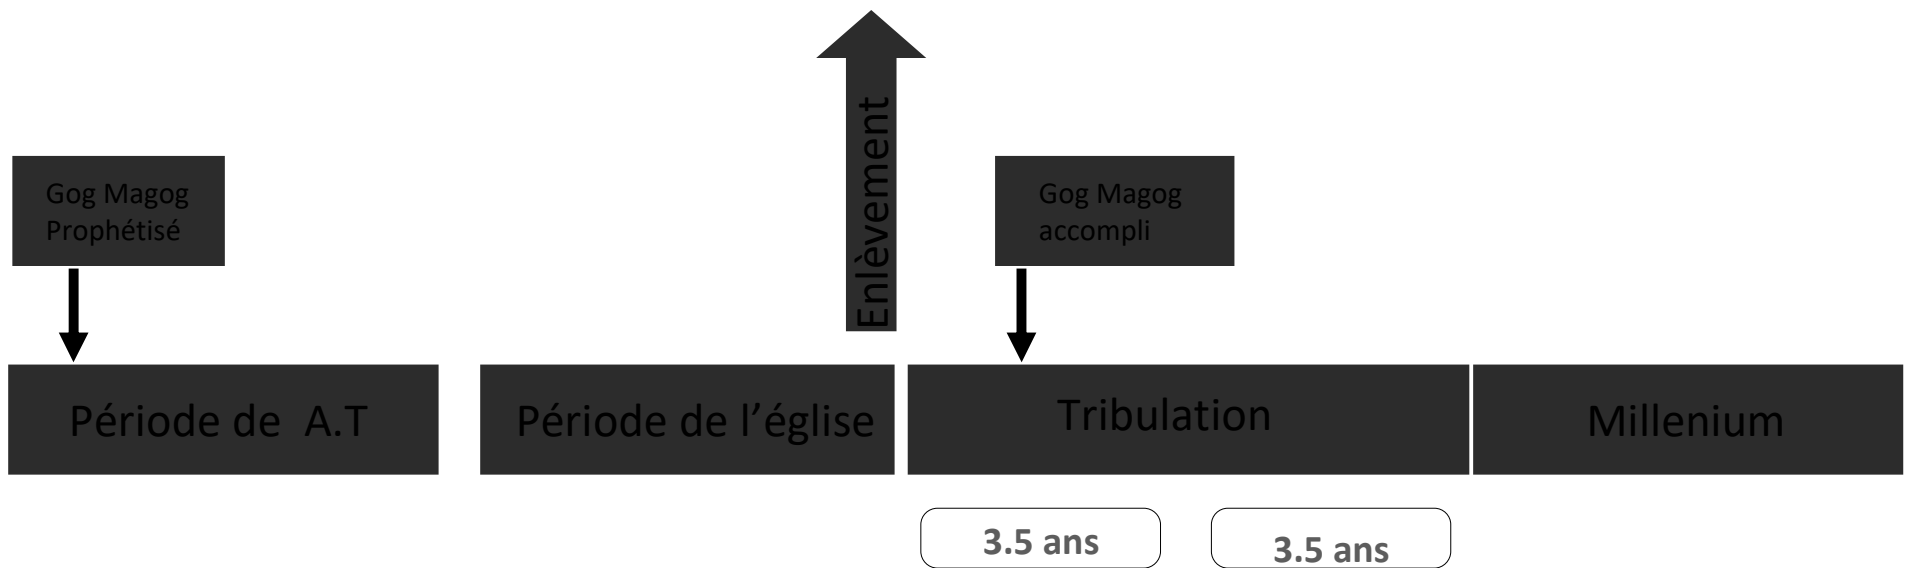 Enlèvement
Gog Magog
Prophétisé
Gog Magog
accompli
Période de A.T
Période de l’église
Tribulation
Millenium
3.5 ans
3.5 ans